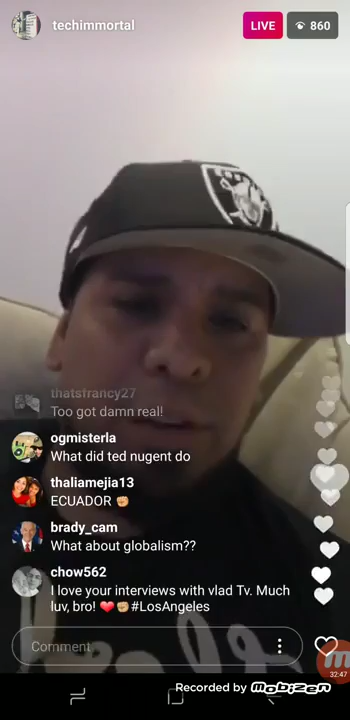 techimmortal
LIVE
860
thatsfrancy27
Too got damn real!
ogmisterla
What did ted nugent do
thaliamejia13
ECUADOR ✊🏽
brady_cam
What about globalism??
chow562
I love your interviews with vlad Tv. Much
luv, bro! ❤️✊🏽#LosAngeles
Comment
32:47
Recorded by Mobizen